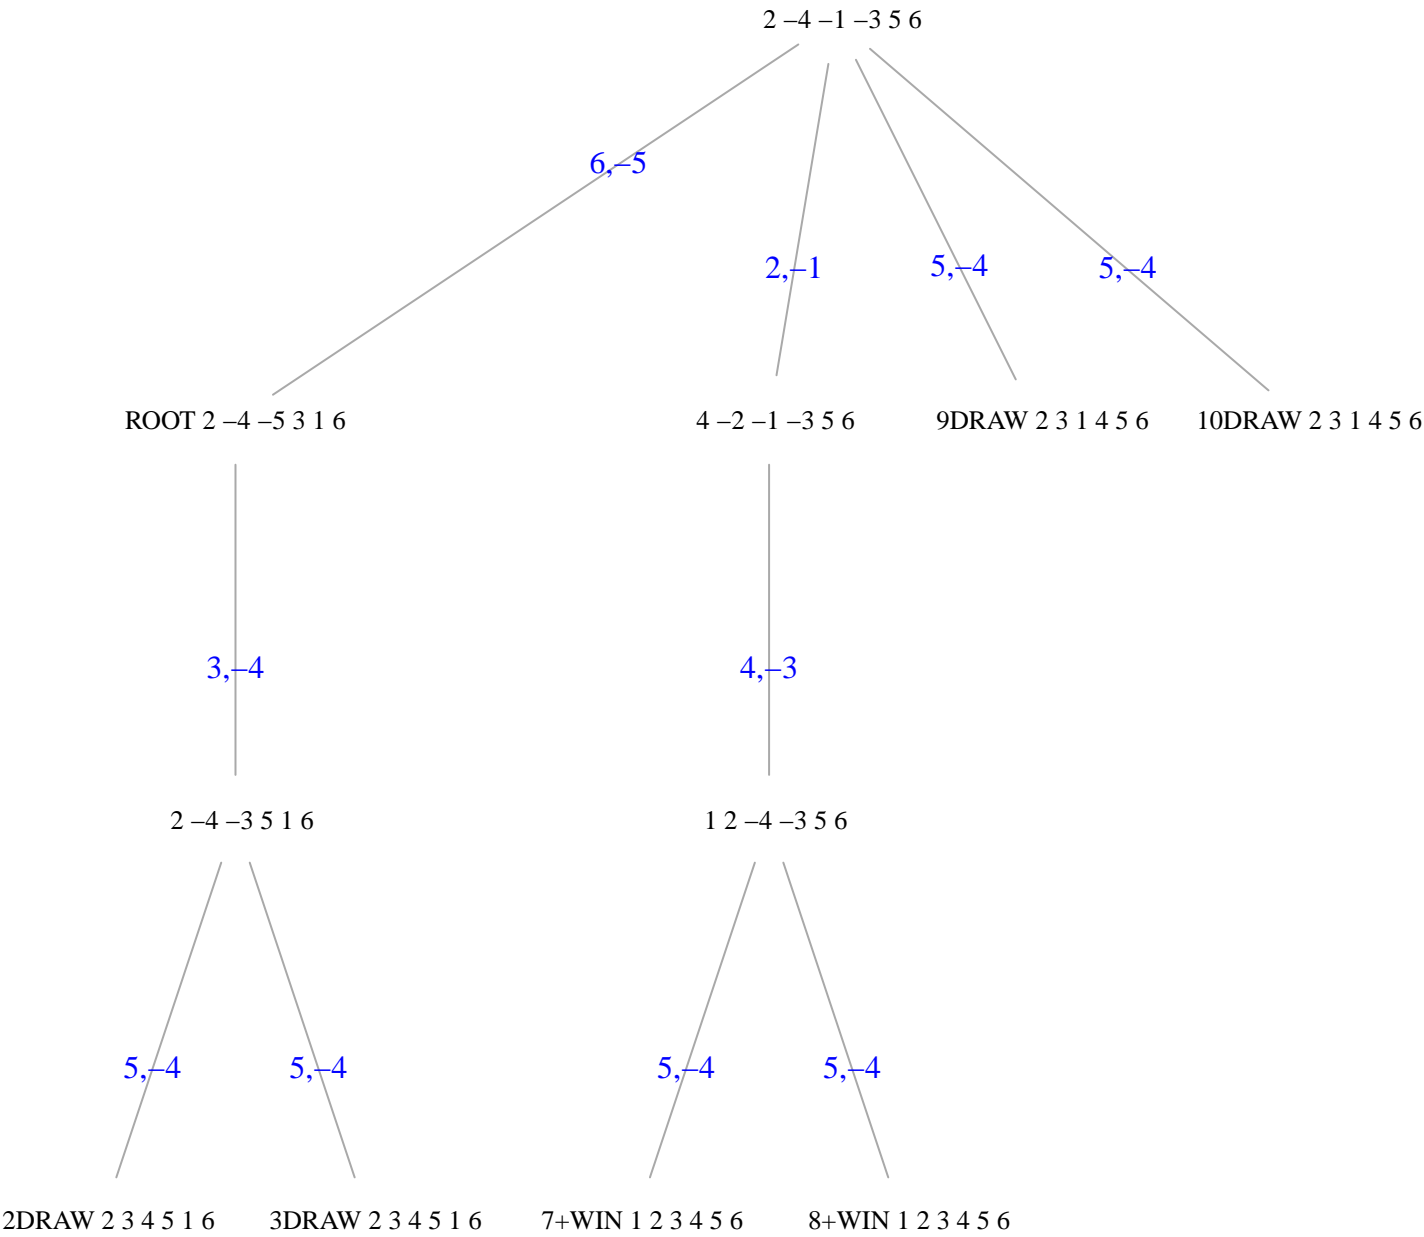 2 –4 –1 –3 5 6
6,–5
2,–1
5,–4
5,–4
ROOT 2 –4 –5 3 1 6
4 –2 –1 –3 5 6
9DRAW 2 3 1 4 5 6
10DRAW 2 3 1 4 5 6
3,–4
4,–3
2 –4 –3 5 1 6
1 2 –4 –3 5 6
5,–4
5,–4
5,–4
5,–4
2DRAW 2 3 4 5 1 6
3DRAW 2 3 4 5 1 6
7+WIN 1 2 3 4 5 6
8+WIN 1 2 3 4 5 6